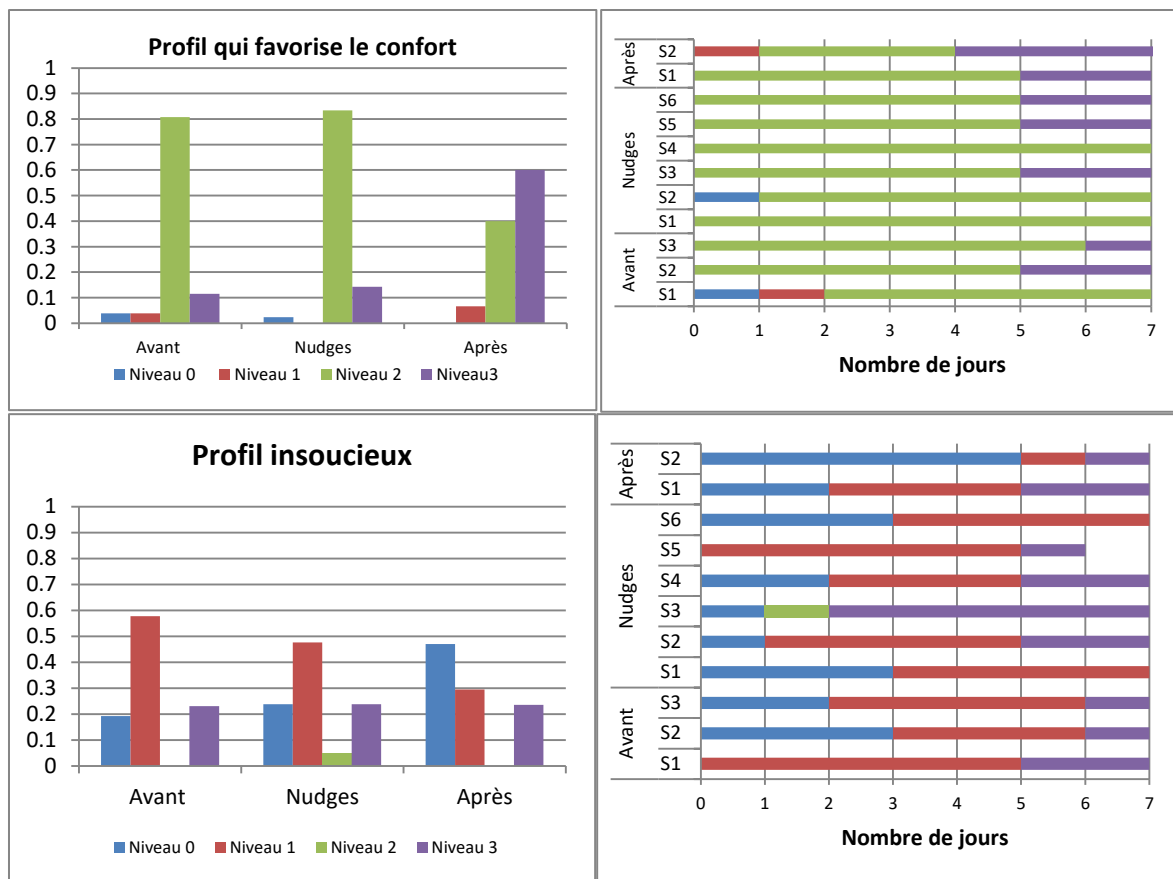 Profil qui favorise le confort
1
0.9
0.8
0.7
0.6
0.5
0.4
0.3
0.2
0.1
0
Avant Nudges Après
Niveau 0 Niveau 1 Niveau 2 Niveau3
Après
S2
S1
Nudges
S6
S5
S4
S3
S2
S1
Avant
S3
S2
S1
0 1 2 3 4 5 6 7
Nombre de jours
Profil insoucieux
1
0.9
0.8
0.7
0.6
0.5
0.4
0.3
0.2
0.1
0
Avant Nudges Après
Niveau 0 Niveau 1 Niveau 2 Niveau 3
Après
S2
S1
Nudges
S6
S5
S4
S3
S2
S1
Avant
S3
S2
S1
0 1 2 3 4 5 6 7
Nombre de jours